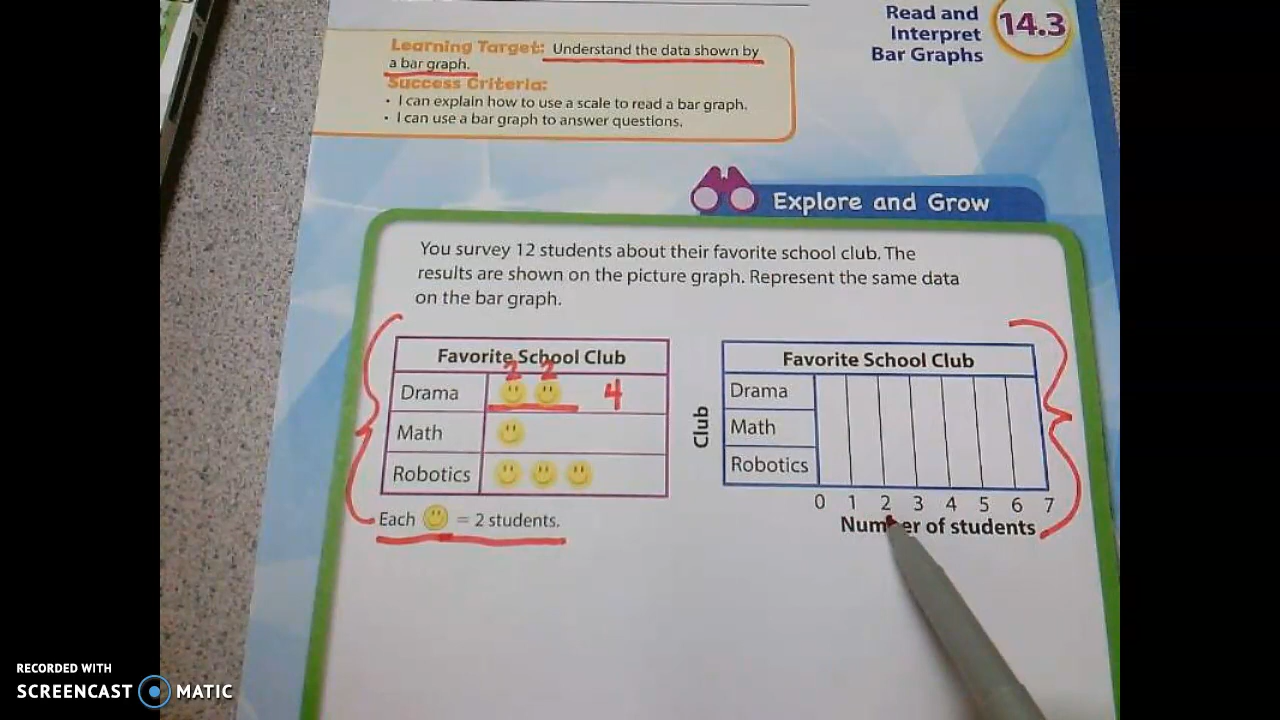 Read and
Interpret
Bar Graphs
14.3
Learning Target: Understand the data shown by
a bar graph.
Success Criteria:
• I can explain how to use a scale to read a bar graph.
• I can use a bar graph to answer questions.
Explore and Grow
You survey 12 students about their favorite school club. The
results are shown on the picture graph. Represent the same data
on the bar graph.
Favorite School Club
2 2
Drama 4
Math
Robotics
Each = 2 students.
Favorite School Club
Club
Drama
Math
Robotics
0 1 2 3 4 5 6 7
Number of students
RECORDED WITH
SCREENCAST MATIC